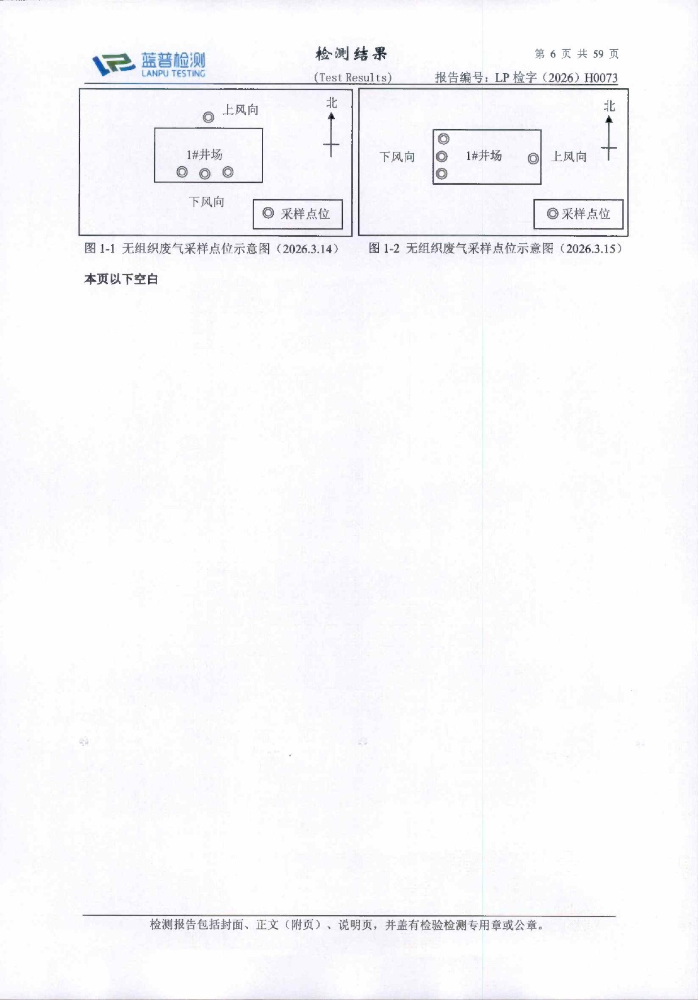 蓝普检测
LANPU TESTING
检测结果
(Test Results)
第 6 页 共 59 页
报告编号：LP 检字（2026）H0073
上风向
北
1#井场
下风向
◎ 采样点位
北
下风向
1#井场
上风向
◎采样点位
图 1-1 无组织废气采样点位示意图（2026.3.14）
图 1-2 无组织废气采样点位示意图（2026.3.15）
本页以下空白
检测报告包括封面、正文（附页）、说明页，并盖有检验检测专用章或公章。